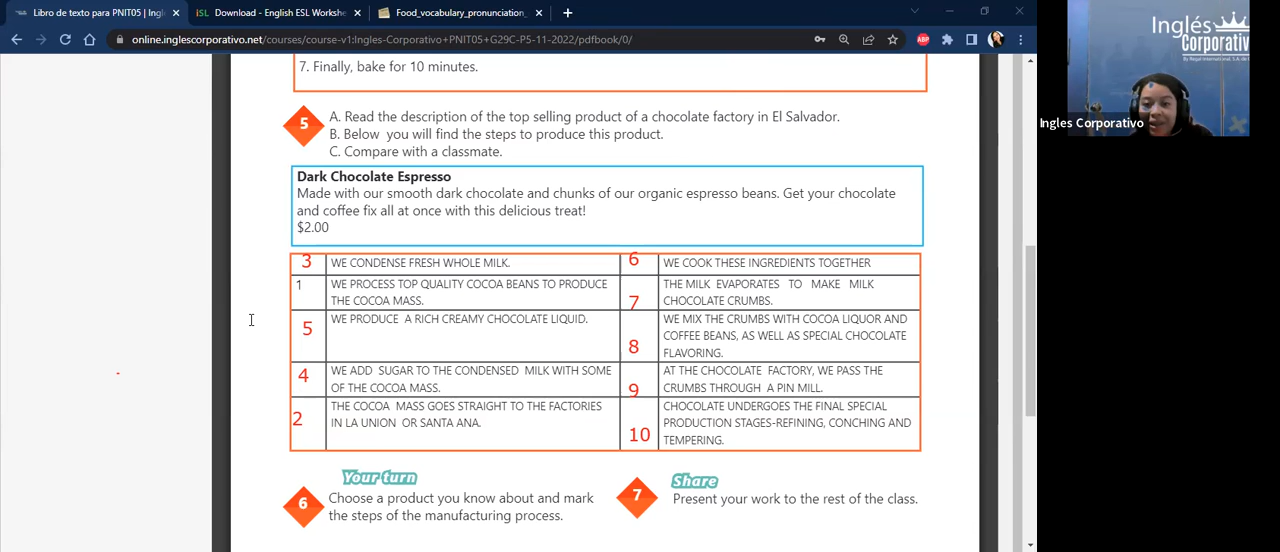 Libro de texto para PNIT05 | Ingl
Download - English ESL Workshe
Food_vocabulary_pronunciation_
online.inglescorporativo.net/courses/course-v1:Ingles-Corporativo+PNIT05+G29C-P5-11-2022/pdfbook/0/
ABP
Inglés
Corporativo
By Regal International, S.A. de
Ingles Corporativo
7. Finally, bake for 10 minutes.
5
A. Read the description of the top selling product of a chocolate factory in El Salvador.
B. Below you will find the steps to produce this product.
C. Compare with a classmate.
Dark Chocolate Espresso
Made with our smooth dark chocolate and chunks of our organic espresso beans. Get your chocolate
and coffee fix all at once with this delicious treat!
$2.00
3 WE CONDENSE FRESH WHOLE MILK.
1 WE PROCESS TOP QUALITY COCOA BEANS TO PRODUCE
THE COCOA MASS.
5 WE PRODUCE A RICH CREAMY CHOCOLATE LIQUID.
4 WE ADD SUGAR TO THE CONDENSED MILK WITH SOME
OF THE COCOA MASS.
2 THE COCOA MASS GOES STRAIGHT TO THE FACTORIES
IN LA UNION OR SANTA ANA.
6 WE COOK THESE INGREDIENTS TOGETHER
7 THE MILK EVAPORATES TO MAKE MILK
CHOCOLATE CRUMBS.
8 WE MIX THE CRUMBS WITH COCOA LIQUOR AND
COFFEE BEANS, AS WELL AS SPECIAL CHOCOLATE
FLAVORING.
9 AT THE CHOCOLATE FACTORY, WE PASS THE
CRUMBS THROUGH A PIN MILL.
10 CHOCOLATE UNDERGOES THE FINAL SPECIAL
PRODUCTION STAGES-REFINING, CONCHING AND
TEMPERING.
Your turn
6
Choose a product you know about and mark
the steps of the manufacturing process.
Share
7
Present your work to the rest of the class.